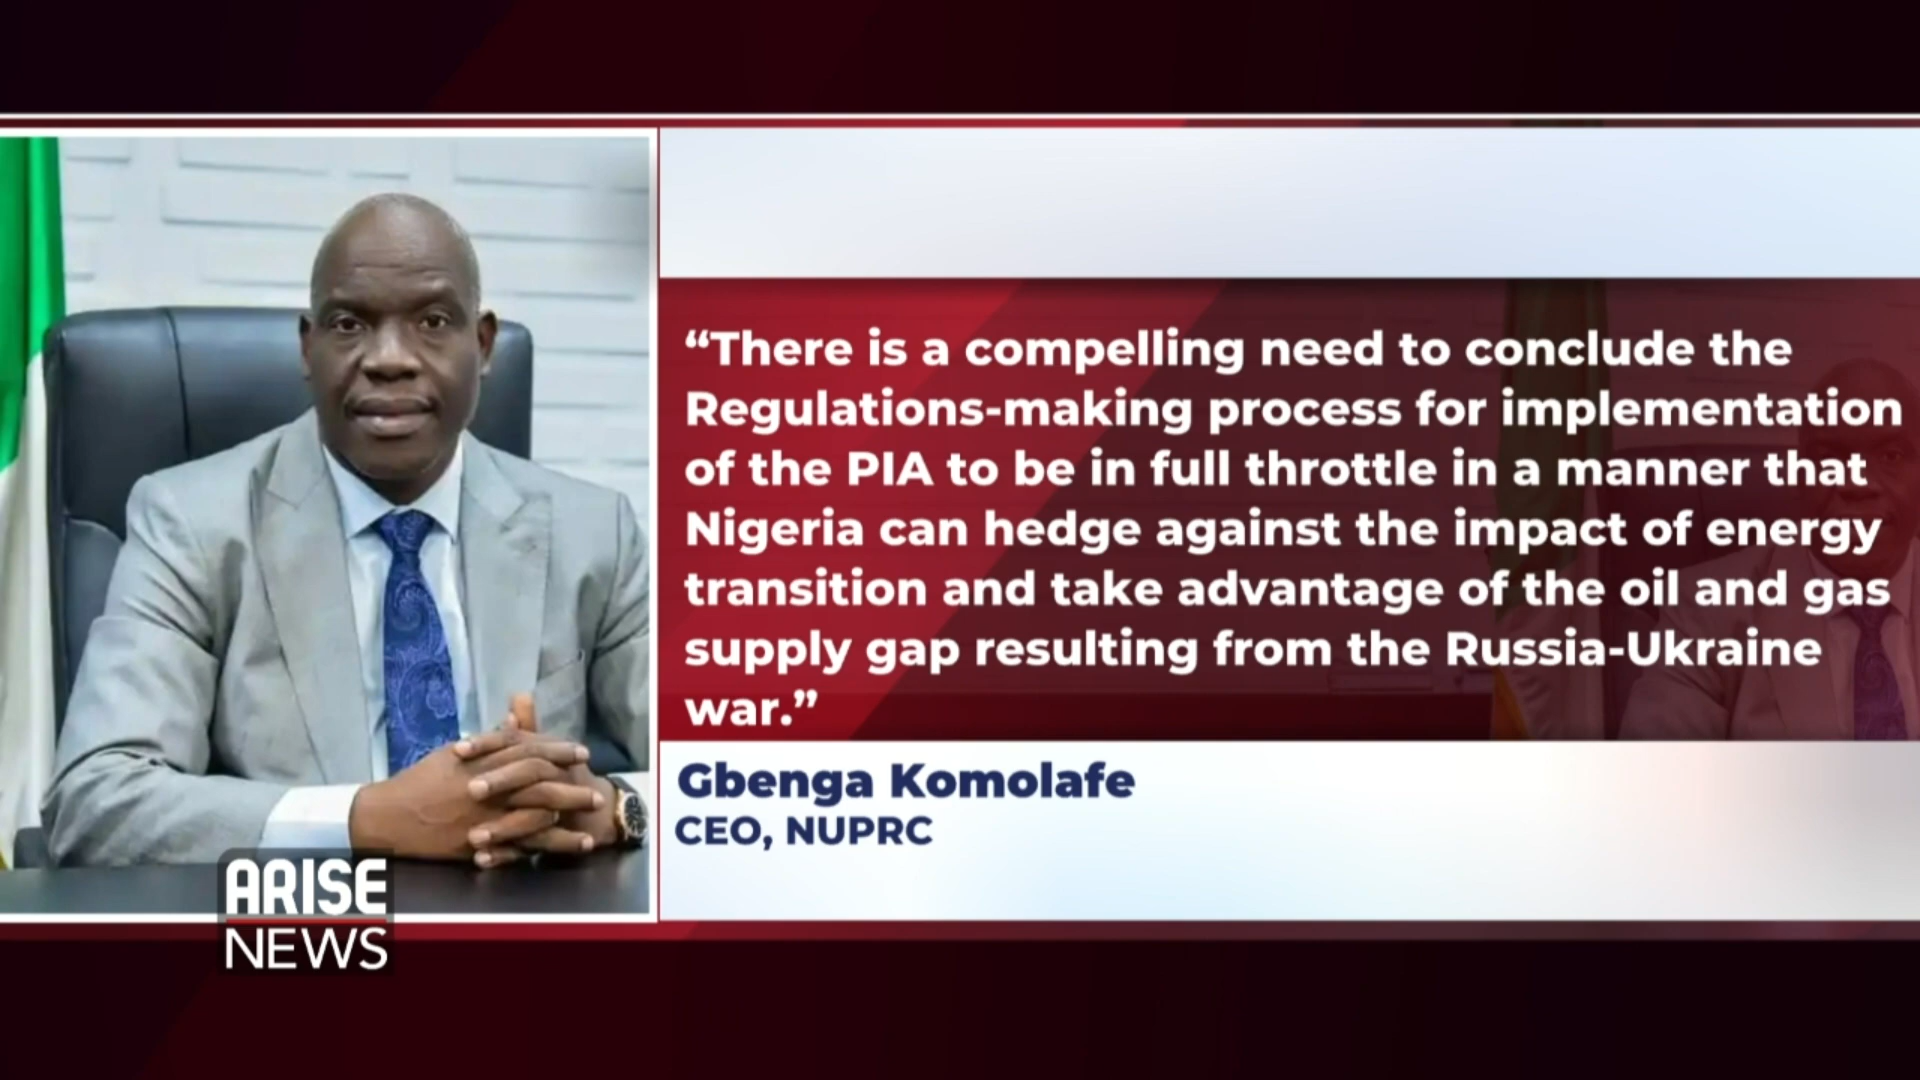 “There is a compelling need to conclude the
Regulations-making process for implementation
of the PIA to be in full throttle in a manner that
Nigeria can hedge against the impact of energy
transition and take advantage of the oil and gas
supply gap resulting from the Russia-Ukraine
war.”
Gbenga Komolafe
CEO, NUPRC
ARISE
NEWS